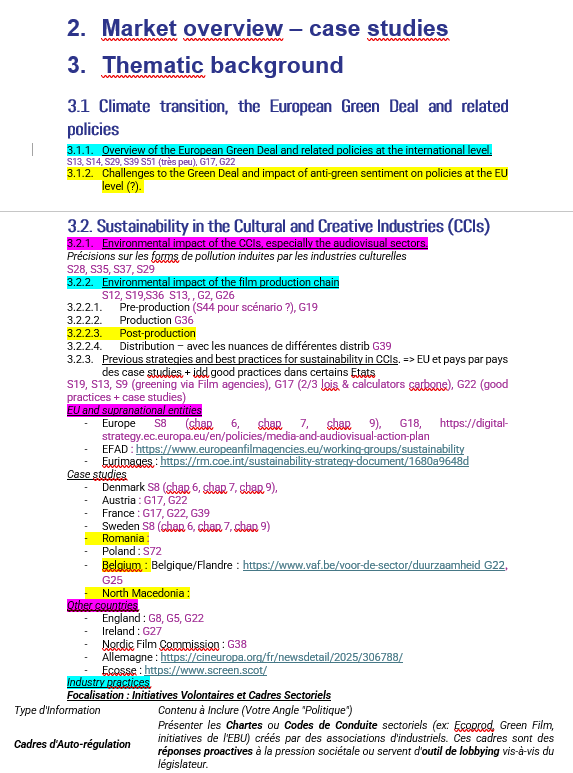 2. Market overview – case studies
3. Thematic background
3.1 Climate transition, the European Green Deal and related
policies
3.1.1. Overview of the European Green Deal and related policies at the international level.
S13, S14, S29, S39 S51 (très peu), G17, G22
3.1.2. Challenges to the Green Deal and impact of anti-green sentiment on policies at the EU
level (?).
3.2. Sustainability in the Cultural and Creative Industries (CCIs)
3.2.1. Environmental impact of the CCIs, especially the audiovisual sectors.
Précisions sur les forms de pollution induites par les industries culturelles
S28, S35, S37, S29
3.2.2. Environmental impact of the film production chain
S12, S19,S36 S13, , G2, G26
3.2.2.1. Pre-production (S44 pour scénario ?), G19
3.2.2.2. Production G36
3.2.2.3. Post-production
3.2.2.4. Distribution – avec les nuances de différentes distrib G39
3.2.3. Previous strategies and best practices for sustainability in CCIs. => EU et pays par pays
des case studies + idd good practices dans certains Etats
S19, S13, S9 (greening via Film agencies), G17 (2/3 lois & calculators carbone), G22 (good
practices + case studies)
EU and supranational entities
- Europe S8 (chap 6, chap 7, chap 9), G18, https://digital-
strategy.ec.europa.eu/en/policies/media-and-audiovisual-action-plan
- EFAD : https://www.europeanfilmagencies.eu/working-groups/sustainability
- Eurimages : https://rm.coe.int/sustainability-strategy-document/1680a9648d
Case studies
- Denmark S8 (chap 6, chap 7, chap 9),
- Austria : G17, G22
- France : G17, G22, G39
- Sweden S8 (chap 6, chap 7, chap 9)
- Romania :
- Poland : S72
- Belgium : Belgique/Flandre : https://www.vaf.be/voor-de-sector/duurzaamheid G22,
G25
- North Macedonia :
Other countries
- England : G8, G5, G22
- Ireland : G27
- Nordic Film Commission : G38
- Allemagne : https://cineuropa.org/fr/newsdetail/2025/306788/
- Ecosse : https://www.screen.scot/
Industry practices
Focalisation : Initiatives Volontaires et Cadres Sectoriels
Type d'Information Contenu à Inclure (Votre Angle "Politique")
Présenter les Chartes ou Codes de Conduite sectoriels (ex: Ecoprod, Green Film,
initiatives de l'EBU) créés par des associations d'industriels. Ces cadres sont des
Cadres d'Auto-régulation réponses proactives à la pression sociétale ou servent d'outil de lobbying vis-à-vis du
législateur.